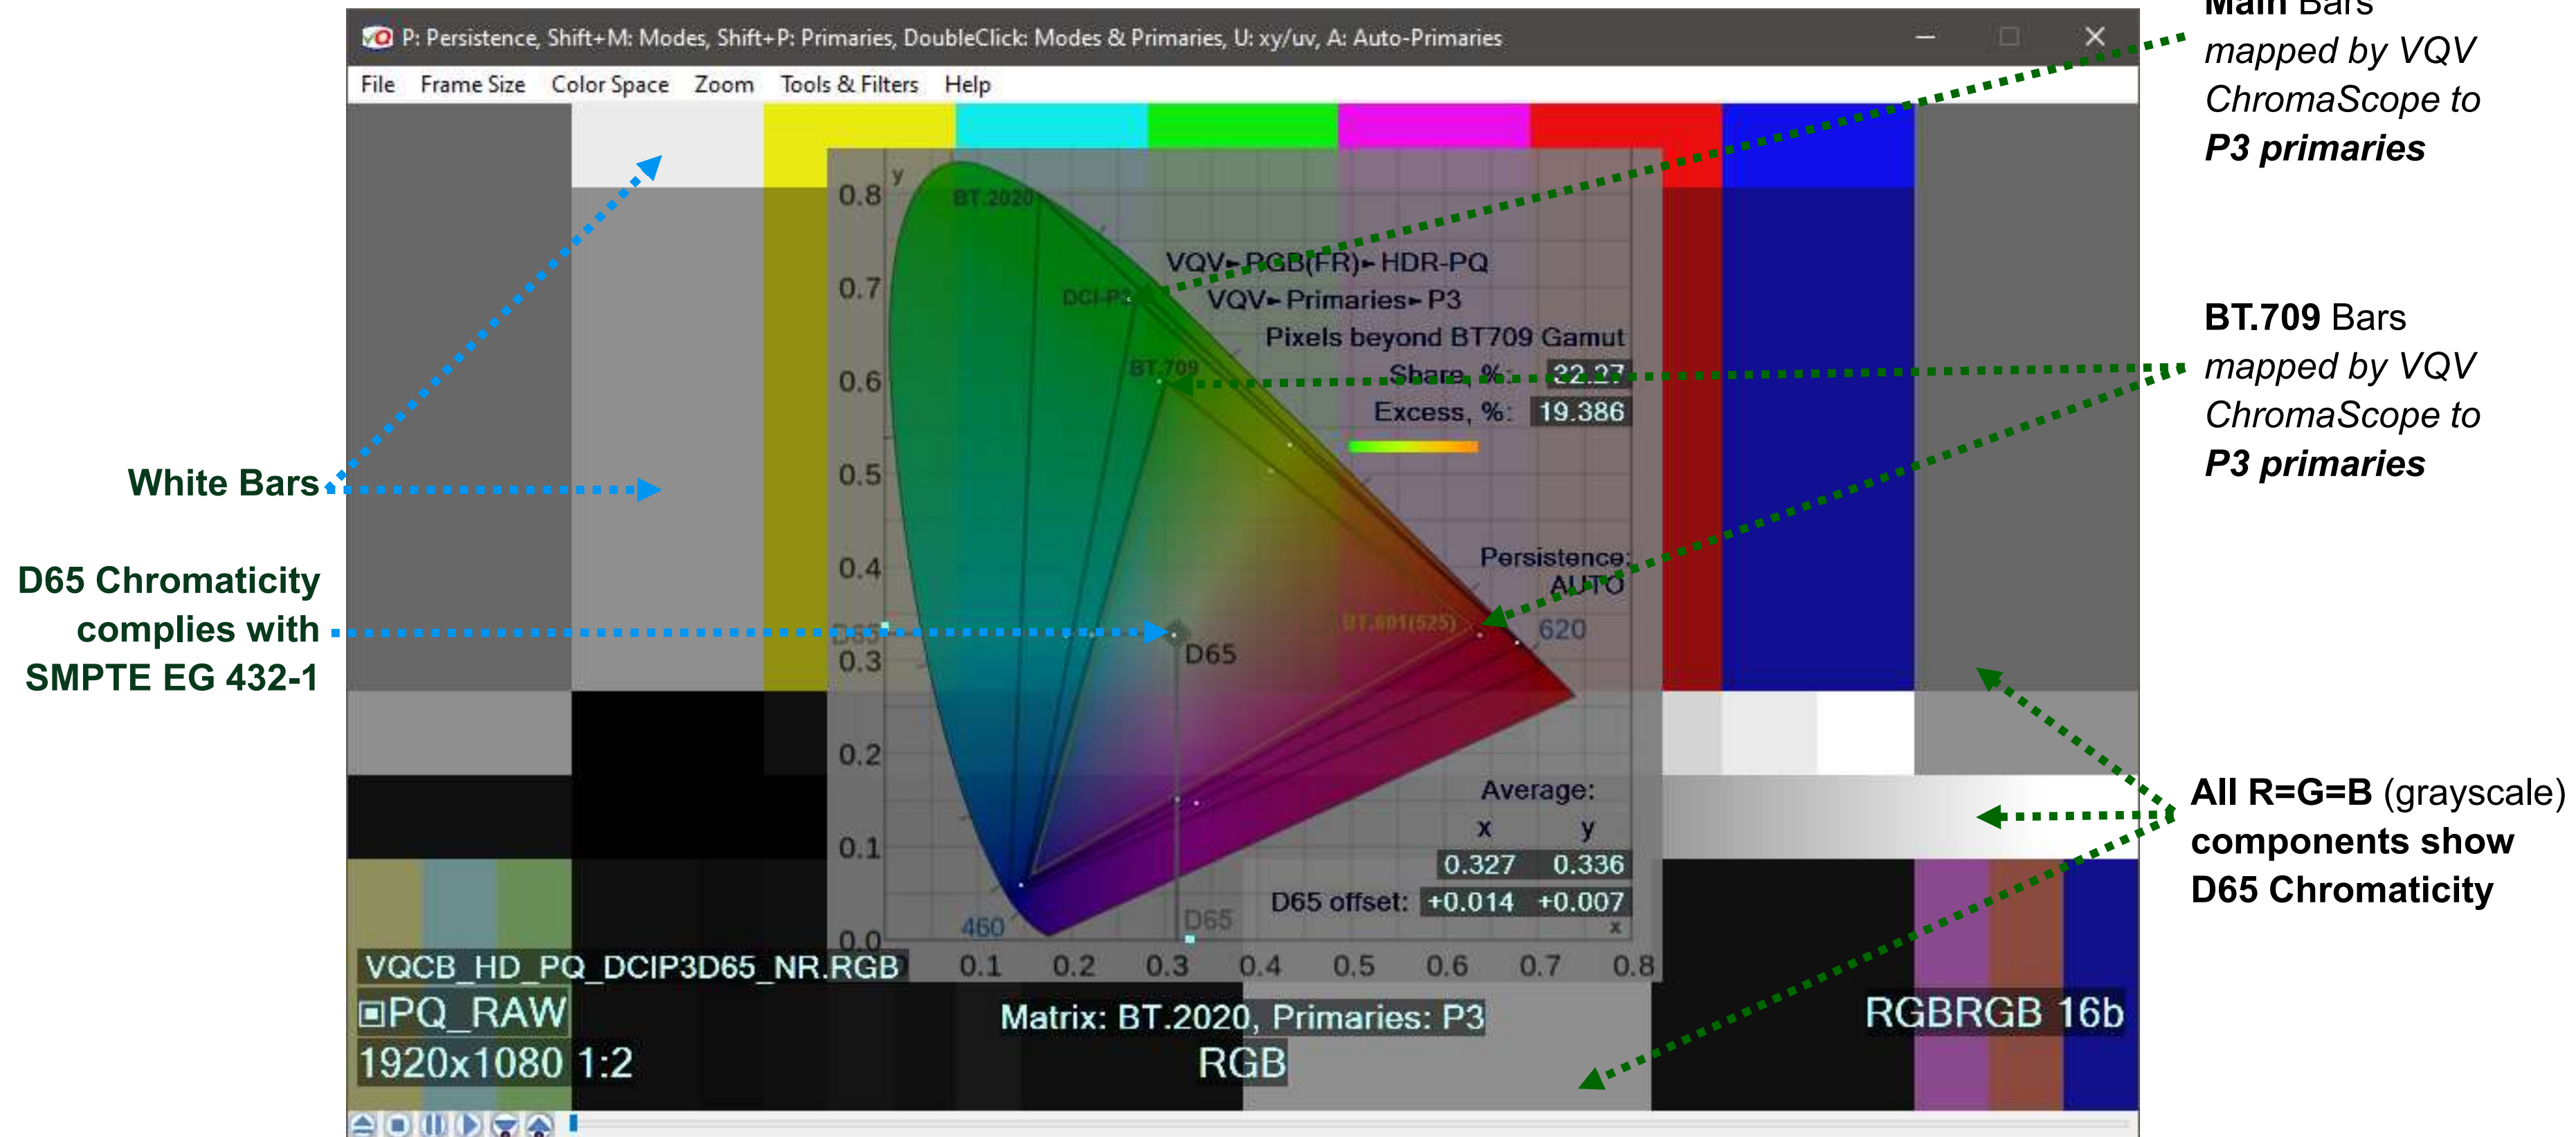 P: Persistence, Shift+M: Modes, Shift+P: Primaries, DoubleClick: Modes & Primaries, U: xy/uv, A: Auto-Primaries
File Frame Size Color Space Zoom Tools & Filters Help
Main Bars
mapped by VQV
ChromaScope to
P3 primaries
BT.709 Bars
mapped by VQV
ChromaScope to
P3 primaries
All R=G=B (grayscale)
components show
D65 Chromaticity
White Bars
D65 Chromaticity
complies with
SMPTE EG 432-1
y
0.8
0.7
0.6
0.5
0.4
D65
0.3
0.2
0.1
0.0
BT.2020
DCI-P3
BT.709
BT.601(525)
620
D65
460
D65
VQV►RGB(FR)►HDR-PQ
VQV►Primaries►P3
Pixels beyond BT709 Gamut
Share, %: 32.27
Excess, %: 19.386
Persistence:
AUTO
Average:
x y
0.327 0.336
D65 offset: +0.014 +0.007
x
0.1 0.2 0.3 0.4 0.5 0.6 0.7 0.8
VQCB_HD_PQ_DCIP3D65_NR.RGB
PQ_RAW
1920x1080 1:2
Matrix: BT.2020, Primaries: P3
RGB
RGBRGB 16b